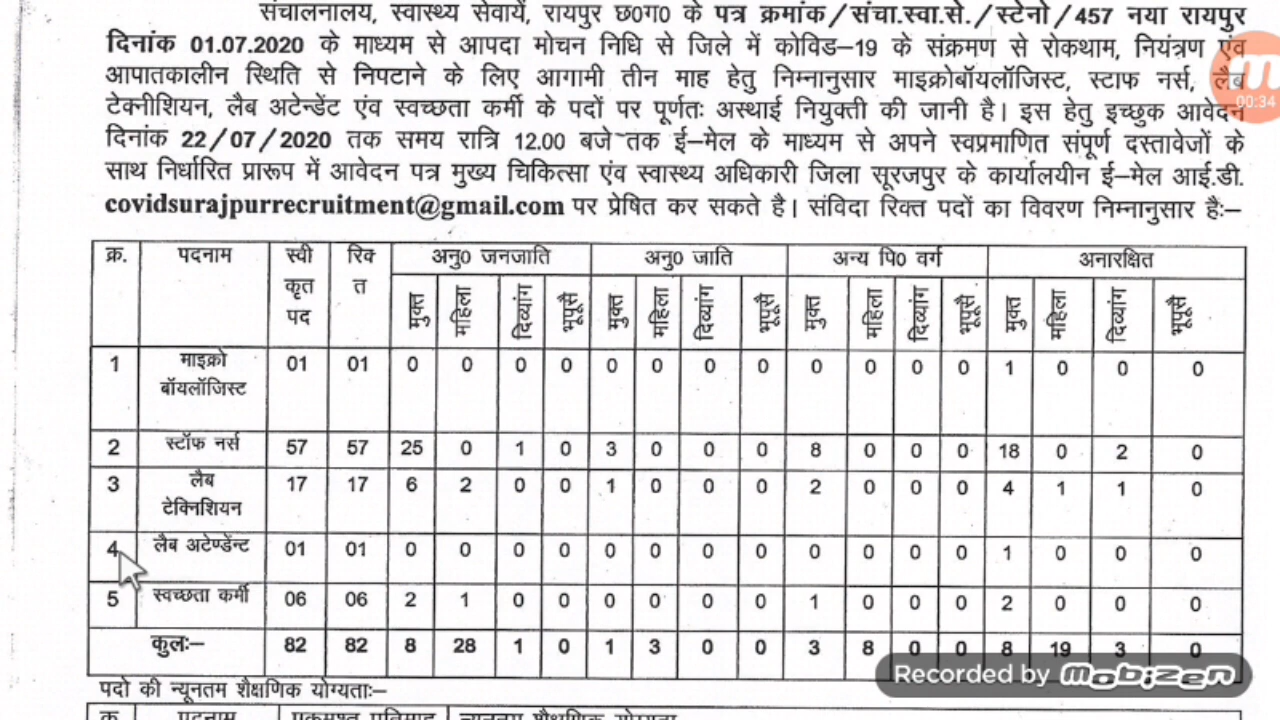 संचालनालय, स्वास्थ्य सेवायें, रायपुर छ0ग0 के पत्र क्रमांक/संचा.स्वा.से./स्टेनो/457 नया रायपुर
दिनांक 01.07.2020 के माध्यम से आपदा मोचन निधि से जिले में कोविड–19 के संक्रमण से रोकथाम, नियंत्रण एंव
आपातकालीन स्थिति से निपटाने के लिए आगामी तीन माह हेतु निम्नानुसार माइक्रोबॉयलॉजिस्ट, स्टाफ नर्स, लैब
टेक्नीशियन, लैब अटेन्डेंट एंव स्वच्छता कर्मी के पदों पर पूर्णतः अस्थाई नियुक्ती की जानी है। इस हेतु इच्छुक आवेदन
दिनांक 22/07/2020 तक समय रात्रि 12.00 बजे तक ई–मेल के माध्यम से अपने स्वप्रमाणित संपूर्ण दस्तावेजों के
साथ निर्धारित प्रारूप में आवेदन पत्र मुख्य चिकित्सा एंव स्वास्थ्य अधिकारी जिला सूरजपुर के कार्यालयीन ई–मेल आई.डी.
covidsurajpurrecruitment@gmail.com पर प्रेषित कर सकते है। संविदा रिक्त पदों का विवरण निम्नानुसार हैः–
क्र. पदनाम स्वी कृत पद रिक् त अनु0 जनजाति अनु0 जाति अन्य पि0 वर्ग अनारक्षित
मुक्त महिला दिव्यांग भूपूसै मुक्त महिला दिव्यांग भूपूसै मुक्त महिला दिव्यांग भूपूसै मुक्त महिला दिव्यांग भूपूसै
1 माइक्रो बॉयलॉजिस्ट 01 01 0 0 0 0 0 0 0 0 0 0 0 0 1 0 0 0
2 स्टॉफ नर्स 57 57 25 0 1 0 3 0 0 0 8 0 0 0 18 0 2 0
3 लैब टेक्निशियन 17 17 6 2 0 0 1 0 0 0 2 0 0 0 4 1 1 0
4 लैब अटेण्डेंन्ट 01 01 0 0 0 0 0 0 0 0 0 0 0 0 1 0 0 0
5 स्वच्छता कर्मी 06 06 2 1 0 0 0 0 0 0 1 0 0 0 2 0 0 0
कुलः– 82 82 8 28 1 0 1 3 0 0 3 8 0 0 8 19 3 0
पदो की न्यूनतम शैक्षणिक योग्यताः–
00:34
Recorded by Mobizen